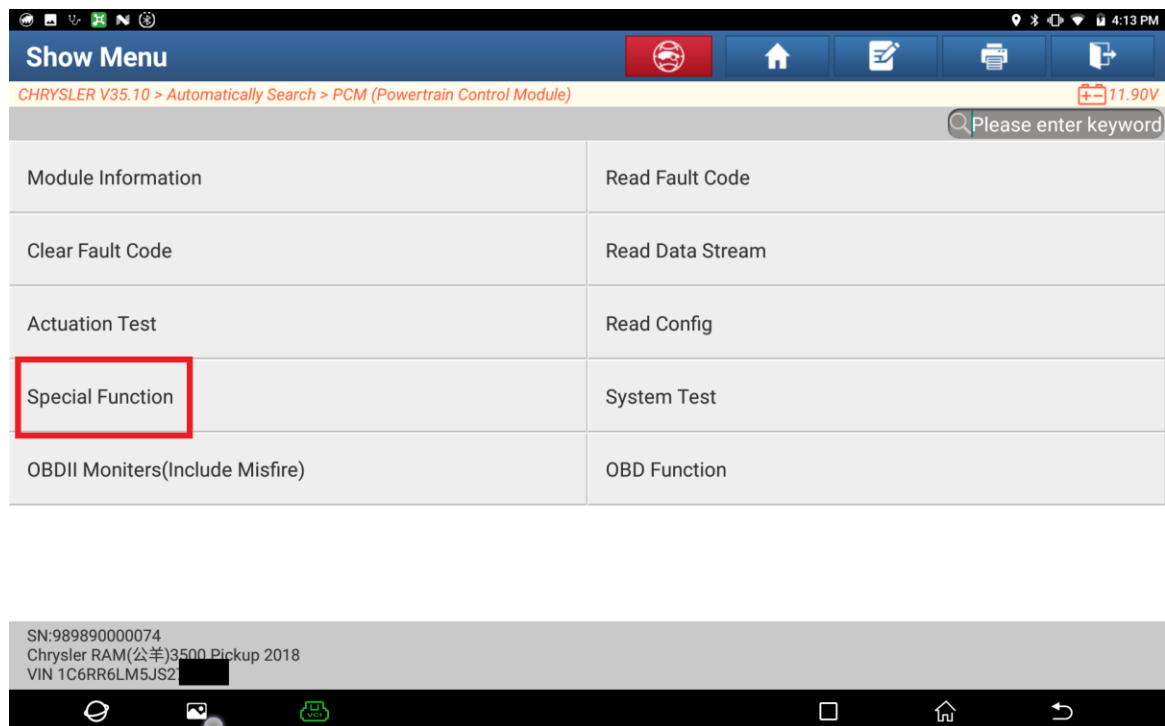 4:13 PM
Show Menu
CHRYSLER V35.10 > Automatically Search > PCM (Powertrain Control Module)
11.90V
Please enter keyword
Module Information
Read Fault Code
Clear Fault Code
Read Data Stream
Actuation Test
Read Config
Special Function
System Test
OBDII Moniters(Include Misfire)
OBD Function
SN:989890000074
Chrysler RAM(公羊)3500 Pickup 2018
VIN 1C6RR6LM5JS2
VCI